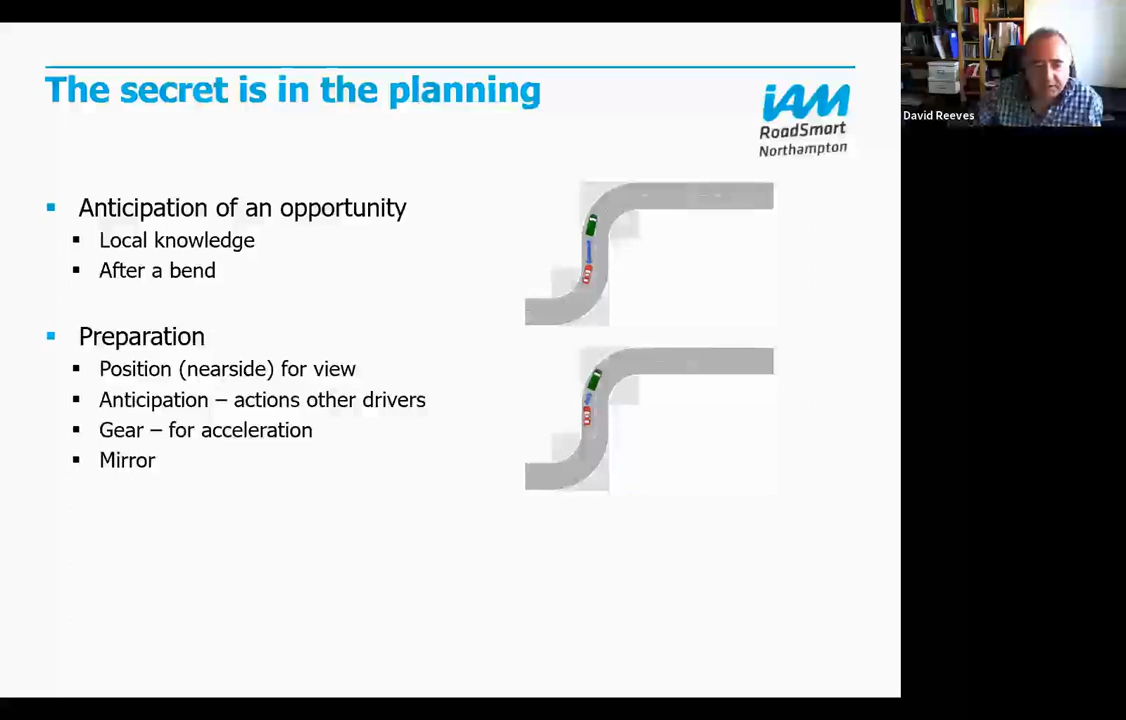 The secret is in the planning
iAM
RoadSmart
Northampton
David Reeves
Anticipation of an opportunity
Local knowledge
After a bend
Preparation
Position (nearside) for view
Anticipation – actions other drivers
Gear – for acceleration
Mirror